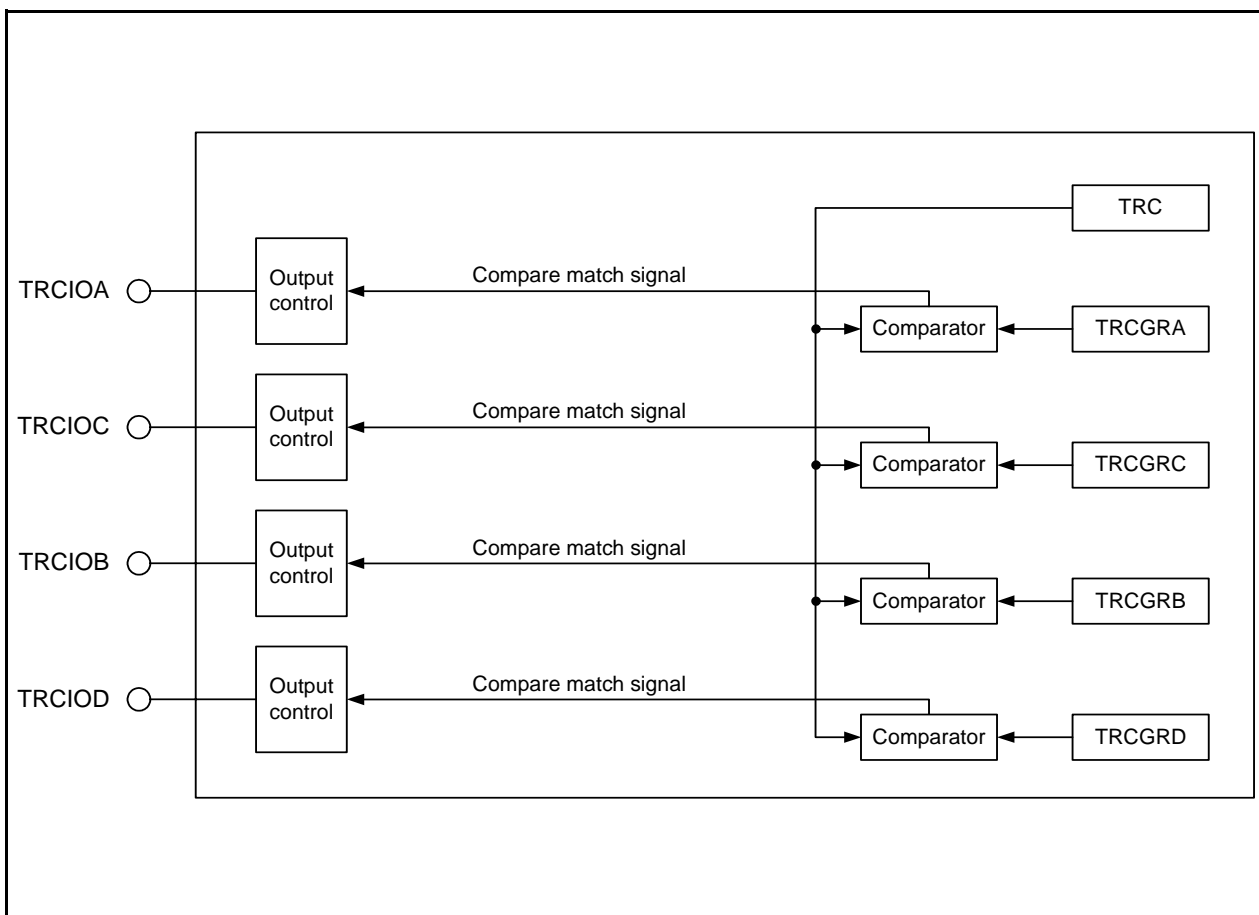 TRC
TRCIOA
Output
control
Compare match signal
Comparator
TRCGRA
TRCIOC
Output
control
Compare match signal
Comparator
TRCGRC
TRCIOB
Output
control
Compare match signal
Comparator
TRCGRB
TRCIOD
Output
control
Compare match signal
Comparator
TRCGRD